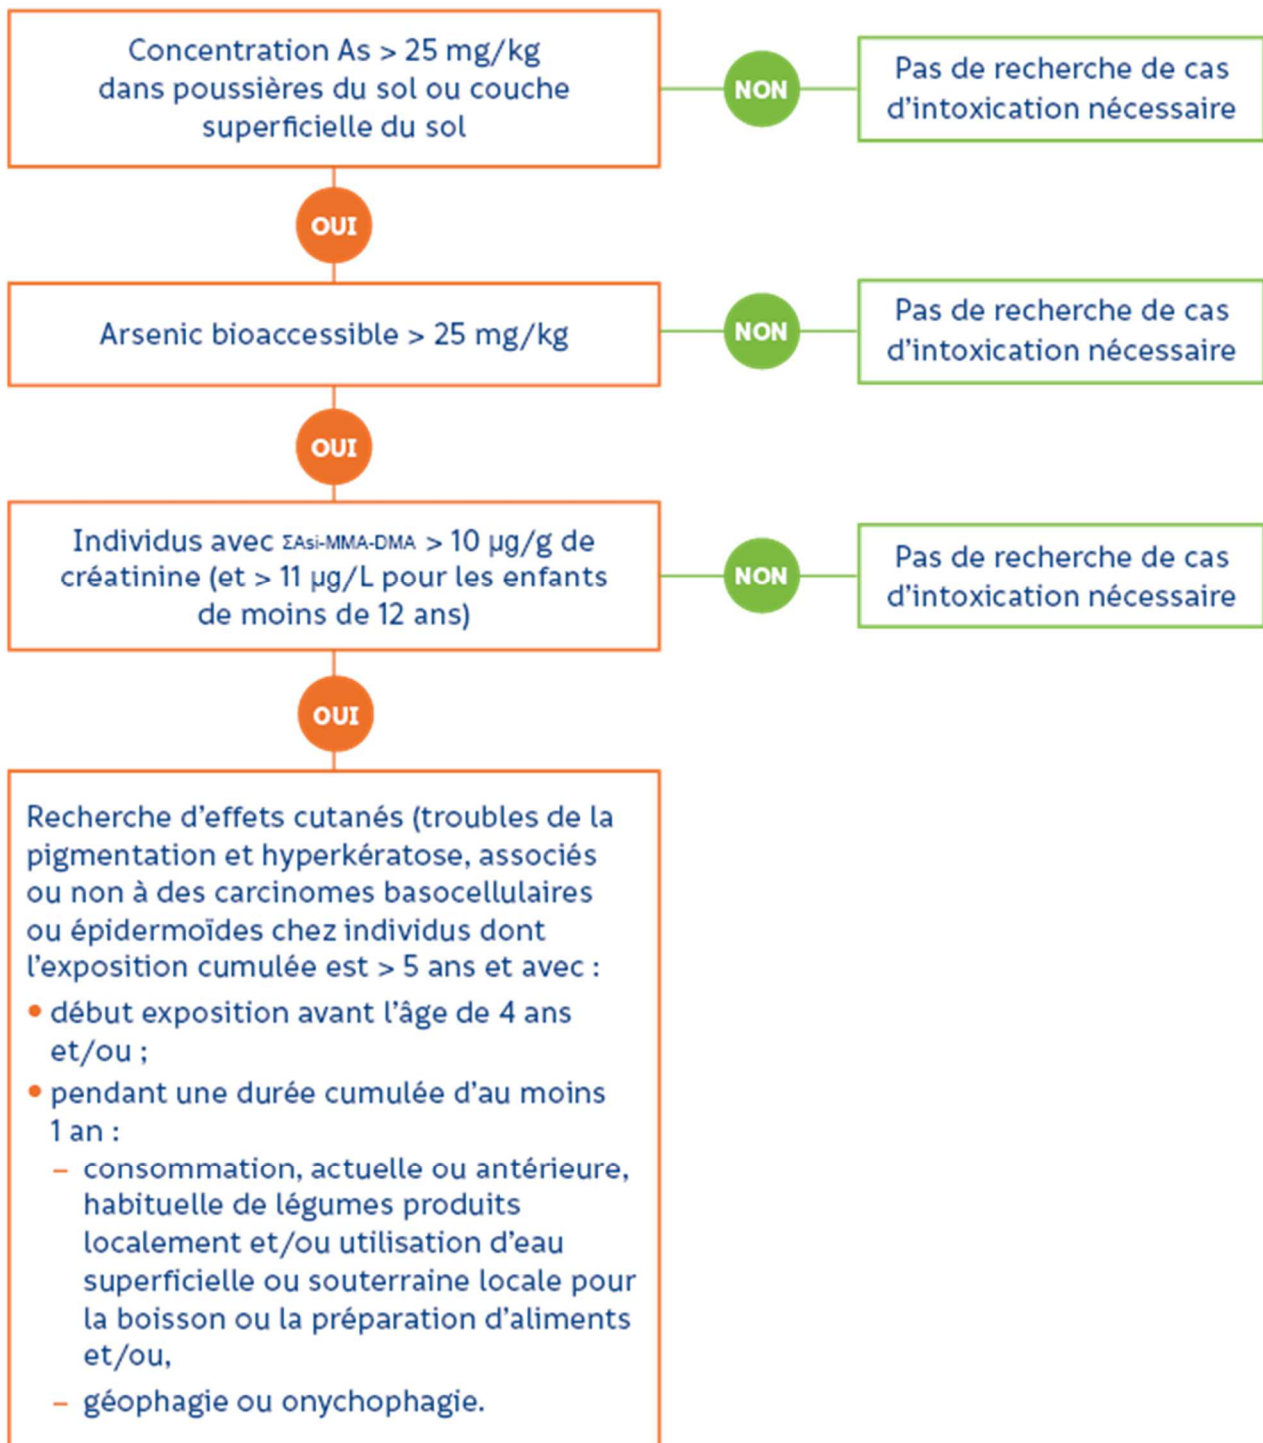 Concentration As > 25 mg/kg
dans poussières du sol ou couche
superficielle du sol
NON
Pas de recherche de cas
d'intoxication nécessaire
OUI
Arsenic bioaccessible > 25 mg/kg
NON
Pas de recherche de cas
d'intoxication nécessaire
OUI
Individus avec ΣAsi-MMA-DMA > 10 µg/g de
créatinine (et > 11 µg/L pour les enfants
de moins de 12 ans)
NON
Pas de recherche de cas
d'intoxication nécessaire
OUI
Recherche d'effets cutanés (troubles de la
pigmentation et hyperkératose, associés
ou non à des carcinomes basocellulaires
ou épidermoïdes chez individus dont
l'exposition cumulée est > 5 ans et avec :
• début exposition avant l'âge de 4 ans
et/ou ;
• pendant une durée cumulée d'au moins
1 an :
– consommation, actuelle ou antérieure,
habituelle de légumes produits
localement et/ou utilisation d'eau
superficielle ou souterraine locale pour
la boisson ou la préparation d'aliments
et/ou,
– géophagie ou onychophagie.